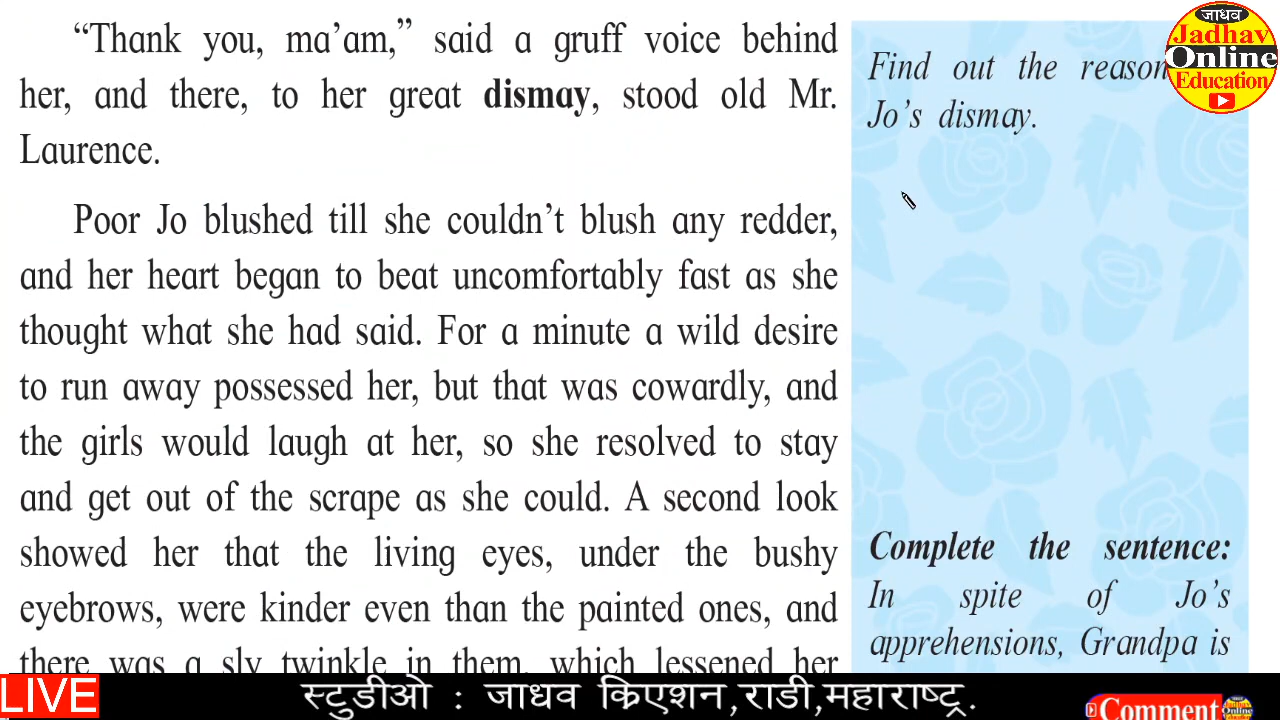 “Thank you, ma’am,” said a gruff voice behind
her, and there, to her great dismay, stood old Mr.
Laurence.
Poor Jo blushed till she couldn’t blush any redder,
and her heart began to beat uncomfortably fast as she
thought what she had said. For a minute a wild desire
to run away possessed her, but that was cowardly, and
the girls would laugh at her, so she resolved to stay
and get out of the scrape as she could. A second look
showed her that the living eyes, under the bushy
eyebrows, were kinder even than the painted ones, and
there was a sly twinkle in them, which lessened her
Find out the reason
Jo’s dismay.
Complete the sentence:
In spite of Jo’s
apprehensions, Grandpa is
जाधव
Jadhav
Online
Education
LIVE
स्टुडीओ : जाधव क्रिएशन,राडी,महाराष्ट्र.
Comment
Online